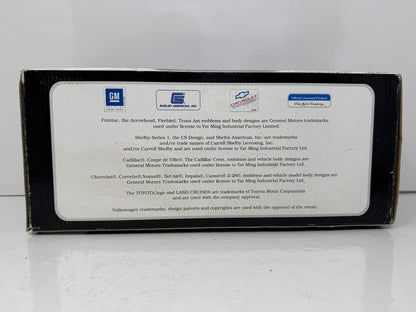 GM
SHELBY AMERICAN, INC.
CHEVROLET
Official Licensed Product
Pontiac, the Arrowhead, Firebird, Trans Am emblems and body designs are General Motors trademarks
used under license to Yat Ming Industrial Factory Limited.
Shelby Series 1, the CS Design, and Shelby American, Inc. are trademarks
and/or trade names of Carroll Shelby Licensing, Inc.
and/or Carroll Shelby and are used under license to Yat Ming Industrial Factory Ltd.
Cadillac®, Coupe de Ville®, The Cadillac Crest, emblems and vehicle body designs are
General Motors Trademarks used under license to Yat Ming Industrial Factory Ltd.
Chevrolet®, Corvette®,Nomad®, Bel Air®, Impala®, Camaro® Z-28®, emblems and vehicle model body designs are
General Motors Trademarks used under license to Yat Ming Industrial Factory Ltd.
The TOYOTA logo and LAND CRUISER are trademarks of Toyota Motor Corporation
and are used with the company approval.
Volkswagen trademarks, design patents and copyrights are used with the approval of the owner.